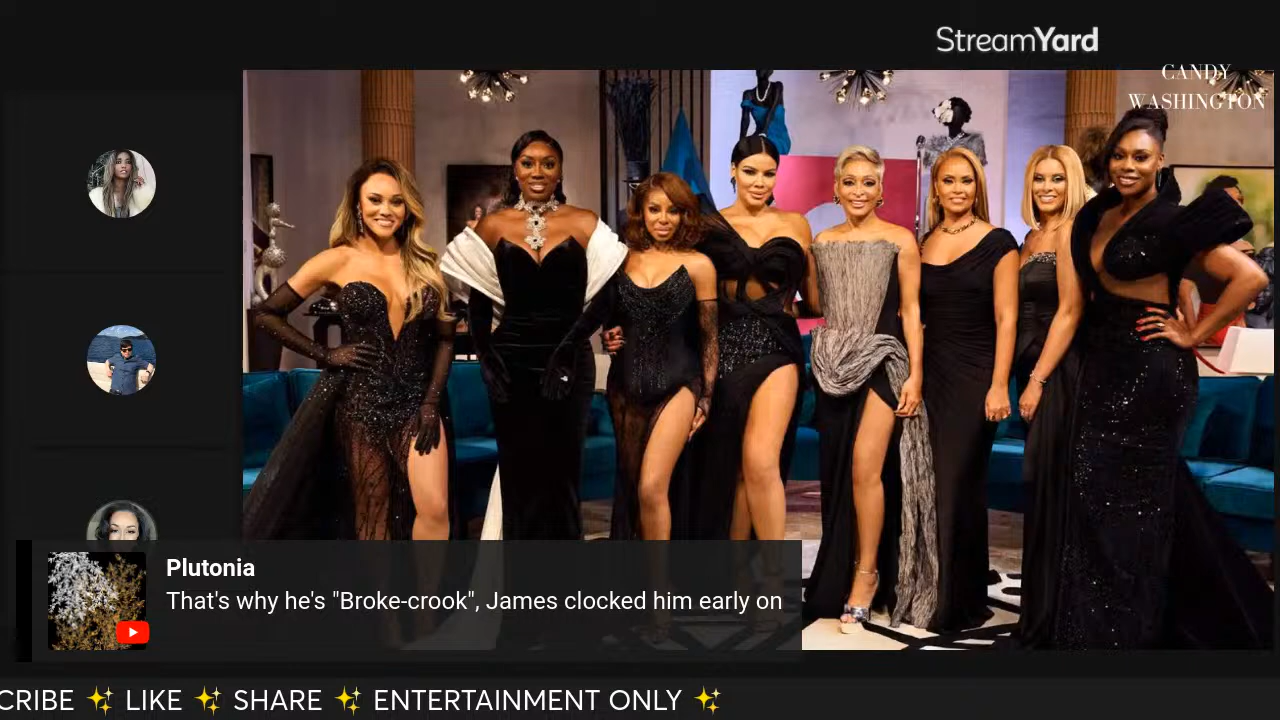 StreamYard
CANDY
WASHINGTON
Plutonia
That's why he's "Broke-crook", James clocked him early on
CRIBE ✨ LIKE ✨ SHARE ✨ ENTERTAINMENT ONLY ✨